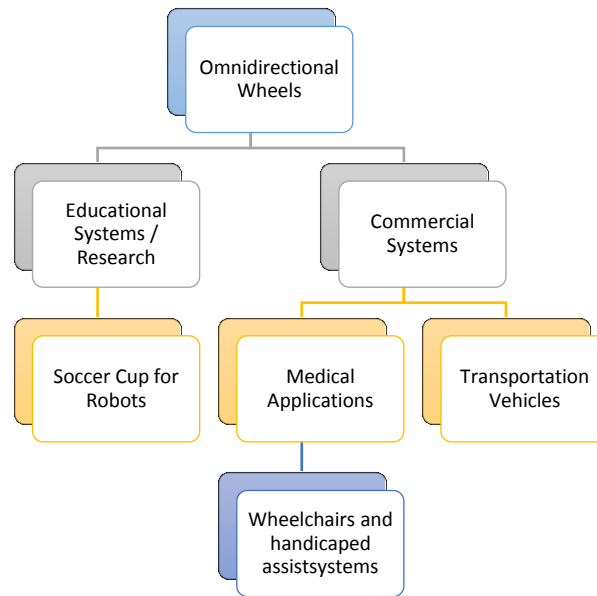 Omnidirectional
Wheels
Educational
Systems /
Research
Commercial
Systems
Soccer Cup for
Robots
Medical
Applications
Transportation
Vehicles
Wheelchairs and
handicaped
assistsystems